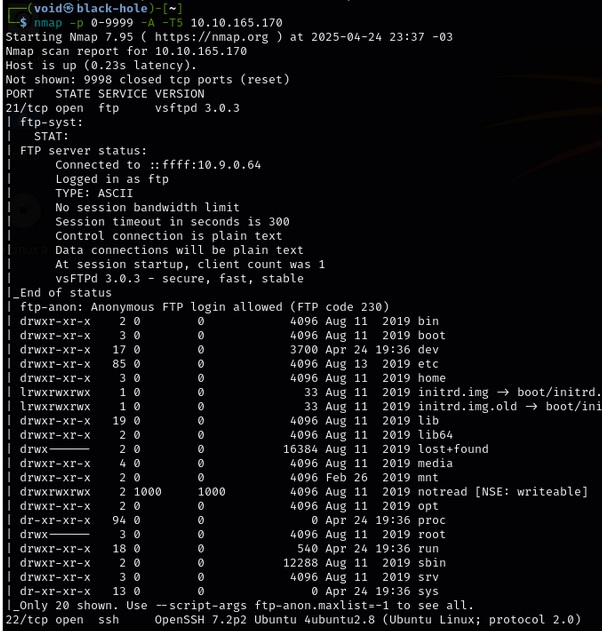 ┌──(void㉿black-hole)-[~]
└─$ nmap -p 0-9999 -A -T5 10.10.165.170
Starting Nmap 7.95 ( https://nmap.org ) at 2025-04-24 23:37 -03
Nmap scan report for 10.10.165.170
Host is up (0.23s latency).
Not shown: 9998 closed tcp ports (reset)
PORT   STATE SERVICE VERSION
21/tcp open  ftp     vsftpd 3.0.3
| ftp-syst:
|   STAT:
| FTP server status:
|      Connected to ::ffff:10.9.0.64
|      Logged in as ftp
|      TYPE: ASCII
|      No session bandwidth limit
|      Session timeout in seconds is 300
|      Control connection is plain text
|      Data connections will be plain text
|      At session startup, client count was 1
|      vsFTPd 3.0.3 - secure, fast, stable
|_End of status
| ftp-anon: Anonymous FTP login allowed (FTP code 230)
| drwxr-xr-x    2 0        0            4096 Aug 11  2019 bin
| drwxr-xr-x    3 0        0            4096 Aug 11  2019 boot
| drwxr-xr-x   17 0        0            3700 Apr 24 19:36 dev
| drwxr-xr-x   85 0        0            4096 Aug 13  2019 etc
| drwxr-xr-x    3 0        0            4096 Aug 11  2019 home
| lrwxrwxrwx    1 0        0              33 Aug 11  2019 initrd.img -> boot/initrd.
| lrwxrwxrwx    1 0        0              33 Aug 11  2019 initrd.img.old -> boot/ini
| drwxr-xr-x   19 0        0            4096 Aug 11  2019 lib
| drwxr-xr-x    2 0        0            4096 Aug 11  2019 lib64
| drwx------    2 0        0           16384 Aug 11  2019 lost+found
| drwxr-xr-x    4 0        0            4096 Aug 11  2019 media
| drwxr-xr-x    2 0        0            4096 Feb 26  2019 mnt
| drwxrwxrwx    2 1000     1000         4096 Aug 11  2019 notread [NSE: writeable]
| drwxr-xr-x    2 0        0            4096 Aug 11  2019 opt
| dr-xr-xr-x   94 0        0               0 Apr 24 19:36 proc
| drwx------    3 0        0            4096 Aug 11  2019 root
| drwxr-xr-x   18 0        0             540 Apr 24 19:36 run
| drwxr-xr-x    2 0        0           12288 Aug 11  2019 sbin
| drwxr-xr-x    3 0        0            4096 Aug 11  2019 srv
| dr-xr-xr-x   13 0        0               0 Apr 24 19:36 sys
|_Only 20 shown. Use --script-args ftp-anon.maxlist=-1 to see all.
22/tcp open  ssh     OpenSSH 7.2p2 Ubuntu 4ubuntu2.8 (Ubuntu Linux; protocol 2.0)